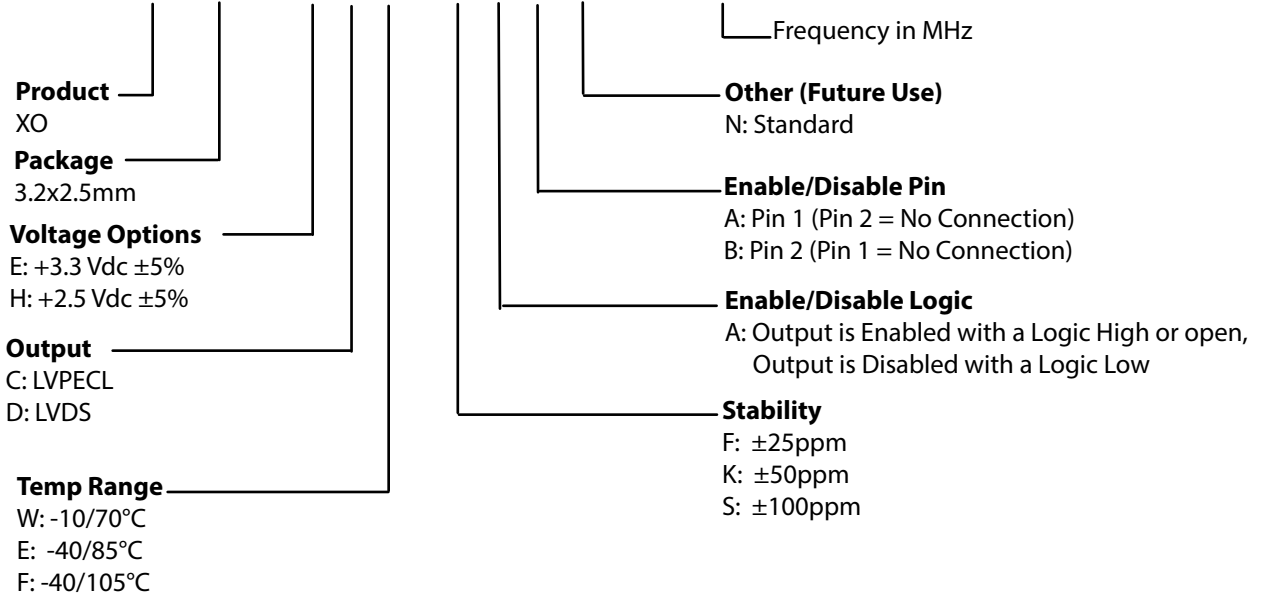 Product
XO
Package
3.2x2.5mm
Voltage Options
E: +3.3 Vdc ±5%
H: +2.5 Vdc ±5%
Output
C: LVPECL
D: LVDS
Temp Range
W: -10/70°C
E: -40/85°C
F: -40/105°C
Frequency in MHz
Other (Future Use)
N: Standard
Enable/Disable Pin
A: Pin 1 (Pin 2 = No Connection)
B: Pin 2 (Pin 1 = No Connection)
Enable/Disable Logic
A: Output is Enabled with a Logic High or open,
Output is Disabled with a Logic Low
Stability
F: ±25ppm
K: ±50ppm
S: ±100ppm